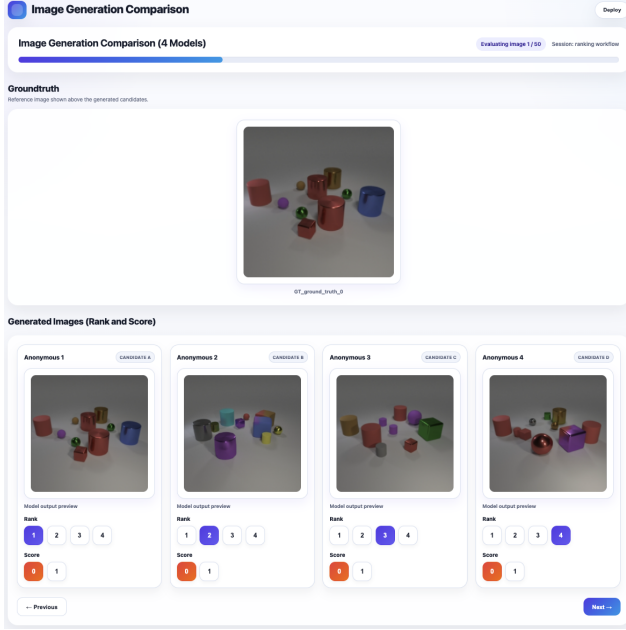 Image Generation Comparison
Deploy
Image Generation Comparison (4 Models)
Evaluating image 1 / 50
Session: ranking workflow
Groundtruth
Reference image shown above the generated candidates.
GT_ground_truth_0
Generated Images (Rank and Score)
Anonymous 1
CANDIDATE A
Anonymous 2
CANDIDATE B
Anonymous 3
CANDIDATE C
Anonymous 4
CANDIDATE D
Model output preview
Model output preview
Model output preview
Model output preview
Rank
Rank
Rank
Rank
1 2 3 4
1 2 3 4
1 2 3 4
1 2 3 4
Score
Score
Score
Score
0 1
0 1
0 1
0 1
← Previous
Next →